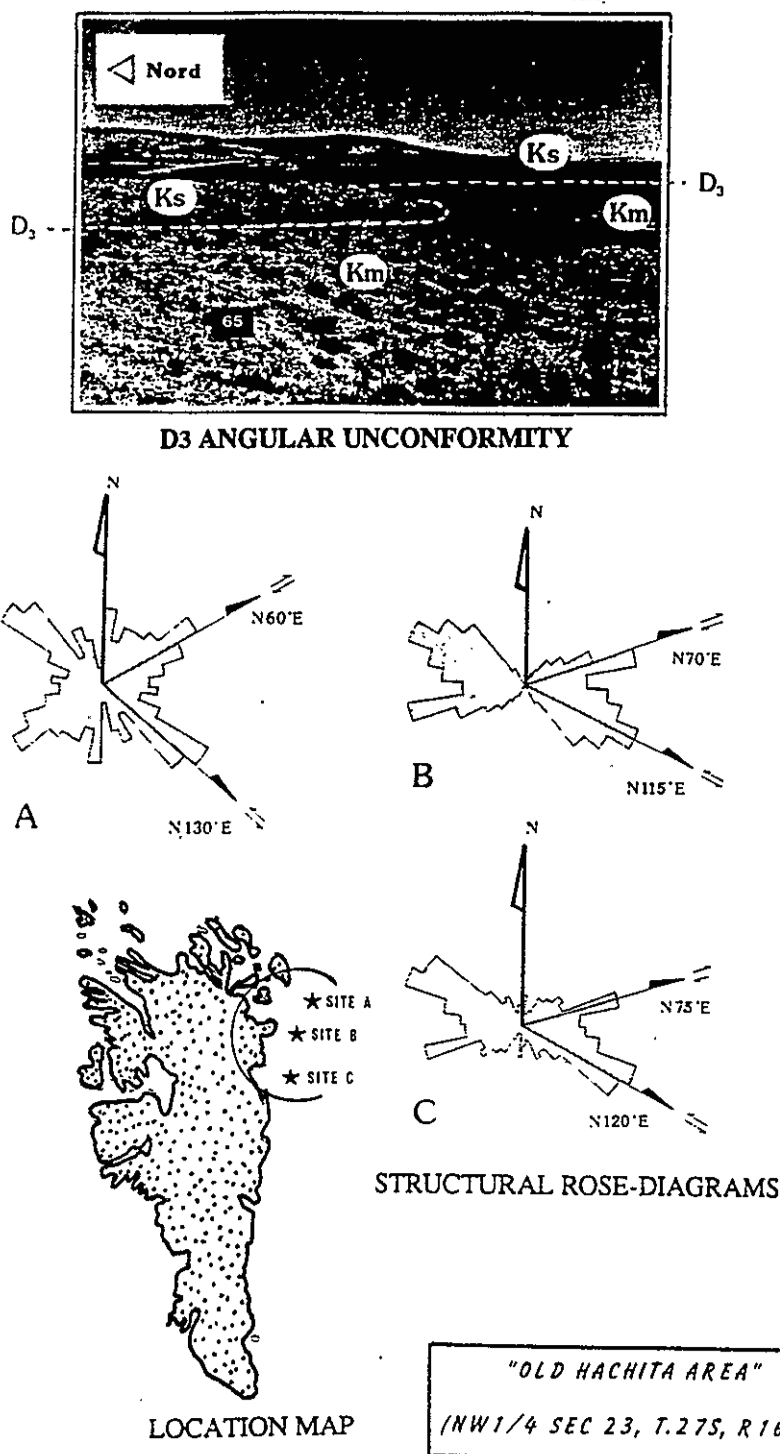 Nord
Ks
Ks
D₃
Km
D₃
Km
65
D3 ANGULAR UNCONFORMITY
N
N60°E
A
N130°E
N
N70°E
B
N115°E
N
N75°E
C
N120°E
SITE A
SITE B
SITE C
STRUCTURAL ROSE-DIAGRAMS
LOCATION MAP
"OLD HACHITA AREA"
(NW1/4 SEC 23, T.27S,